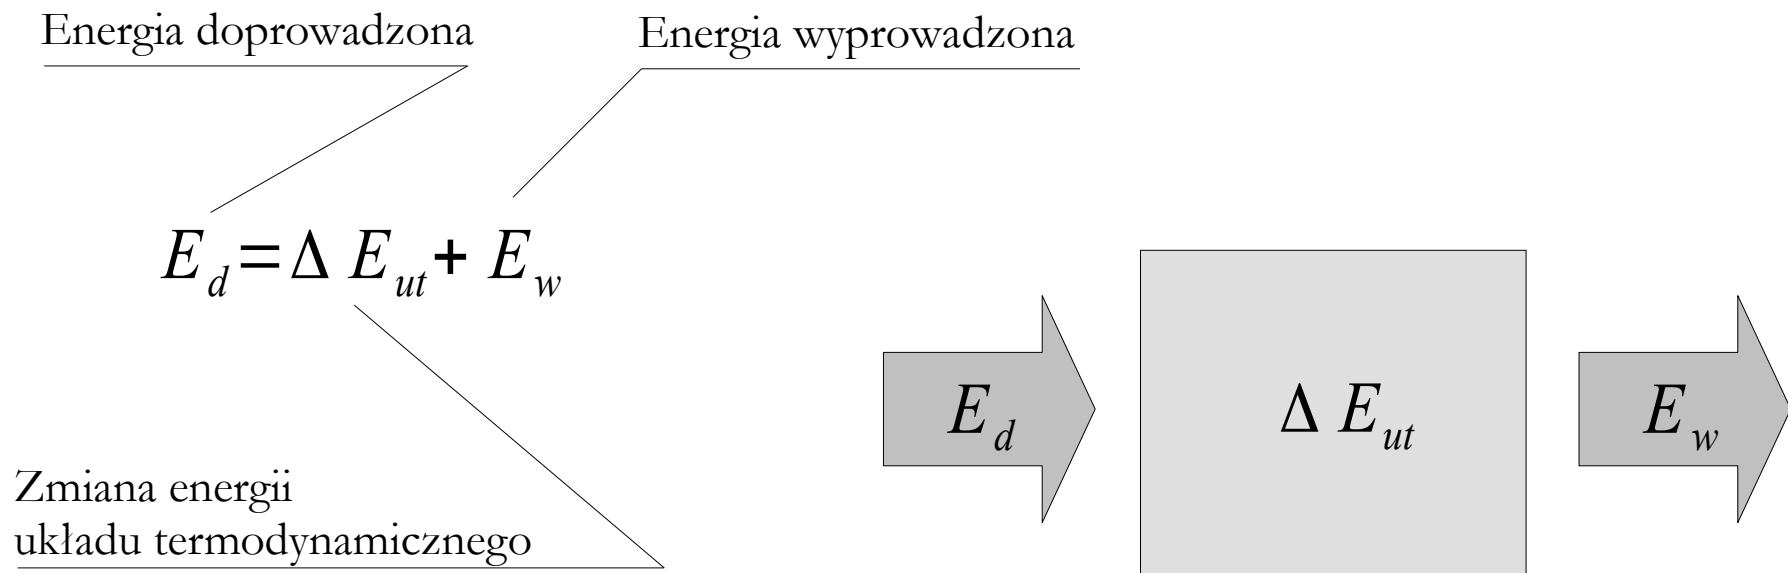 Energia doprowadzona
Energia wyprowadzona
E_d = Δ E_ut + E_w
Zmiana energii
układu termodynamicznego
E_d
Δ E_ut
E_w